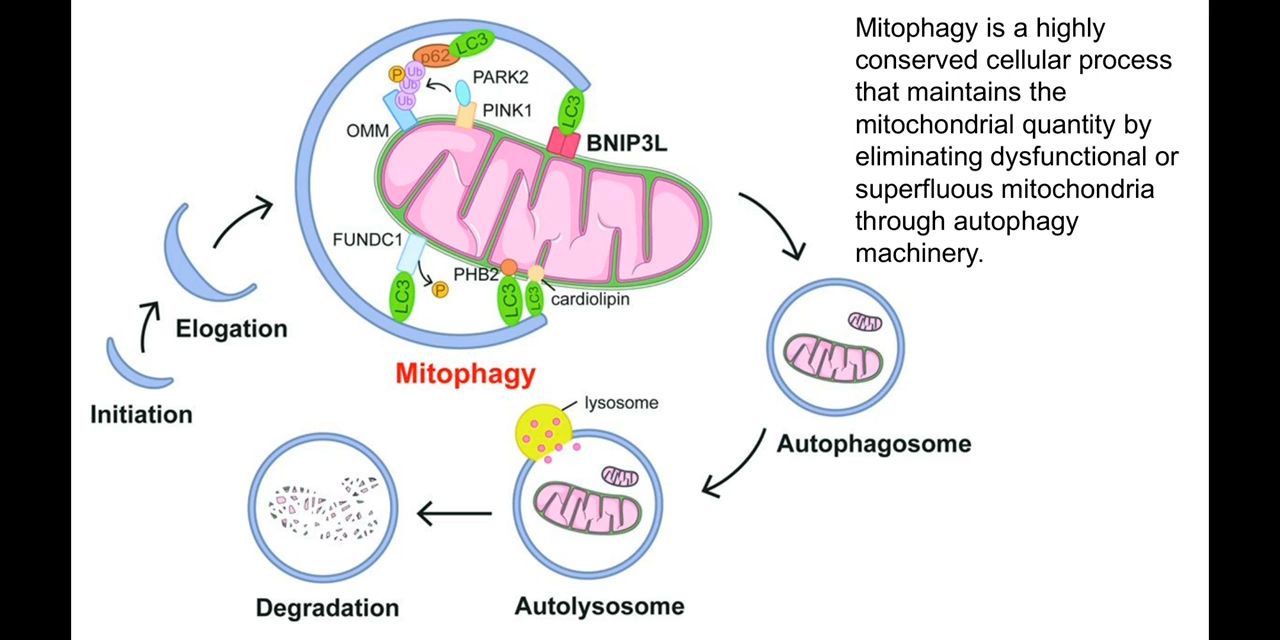 Mitophagy is a highly
conserved cellular process
that maintains the
mitochondrial quantity by
eliminating dysfunctional or
superfluous mitochondria
through autophagy
machinery.
p62
LC3
P
Ub
Ub
Ub
PARK2
PINK1
OMM
LC3
BNIP3L
FUNDC1
PHB2
P
LC3
LC3
LC3
cardiolipin
Mitophagy
Elogation
Initiation
Autophagosome
lysosome
Autolysosome
Degradation